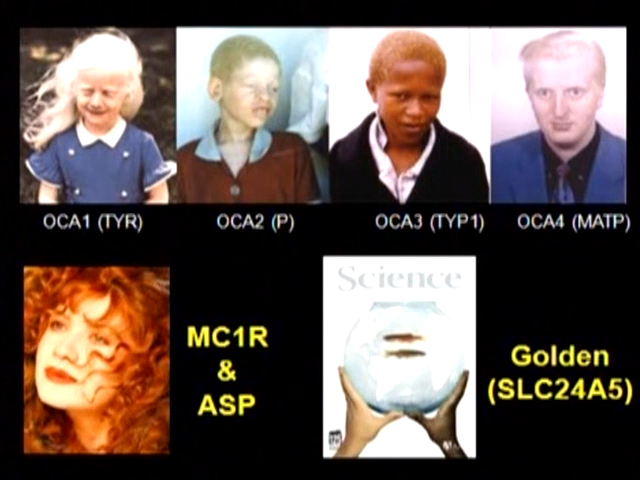 OCA1 (TYR)
OCA2 (P)
OCA3 (TYP1)
OCA4 (MATP)
MC1R
&
ASP
Science
Golden
(SLC24A5)